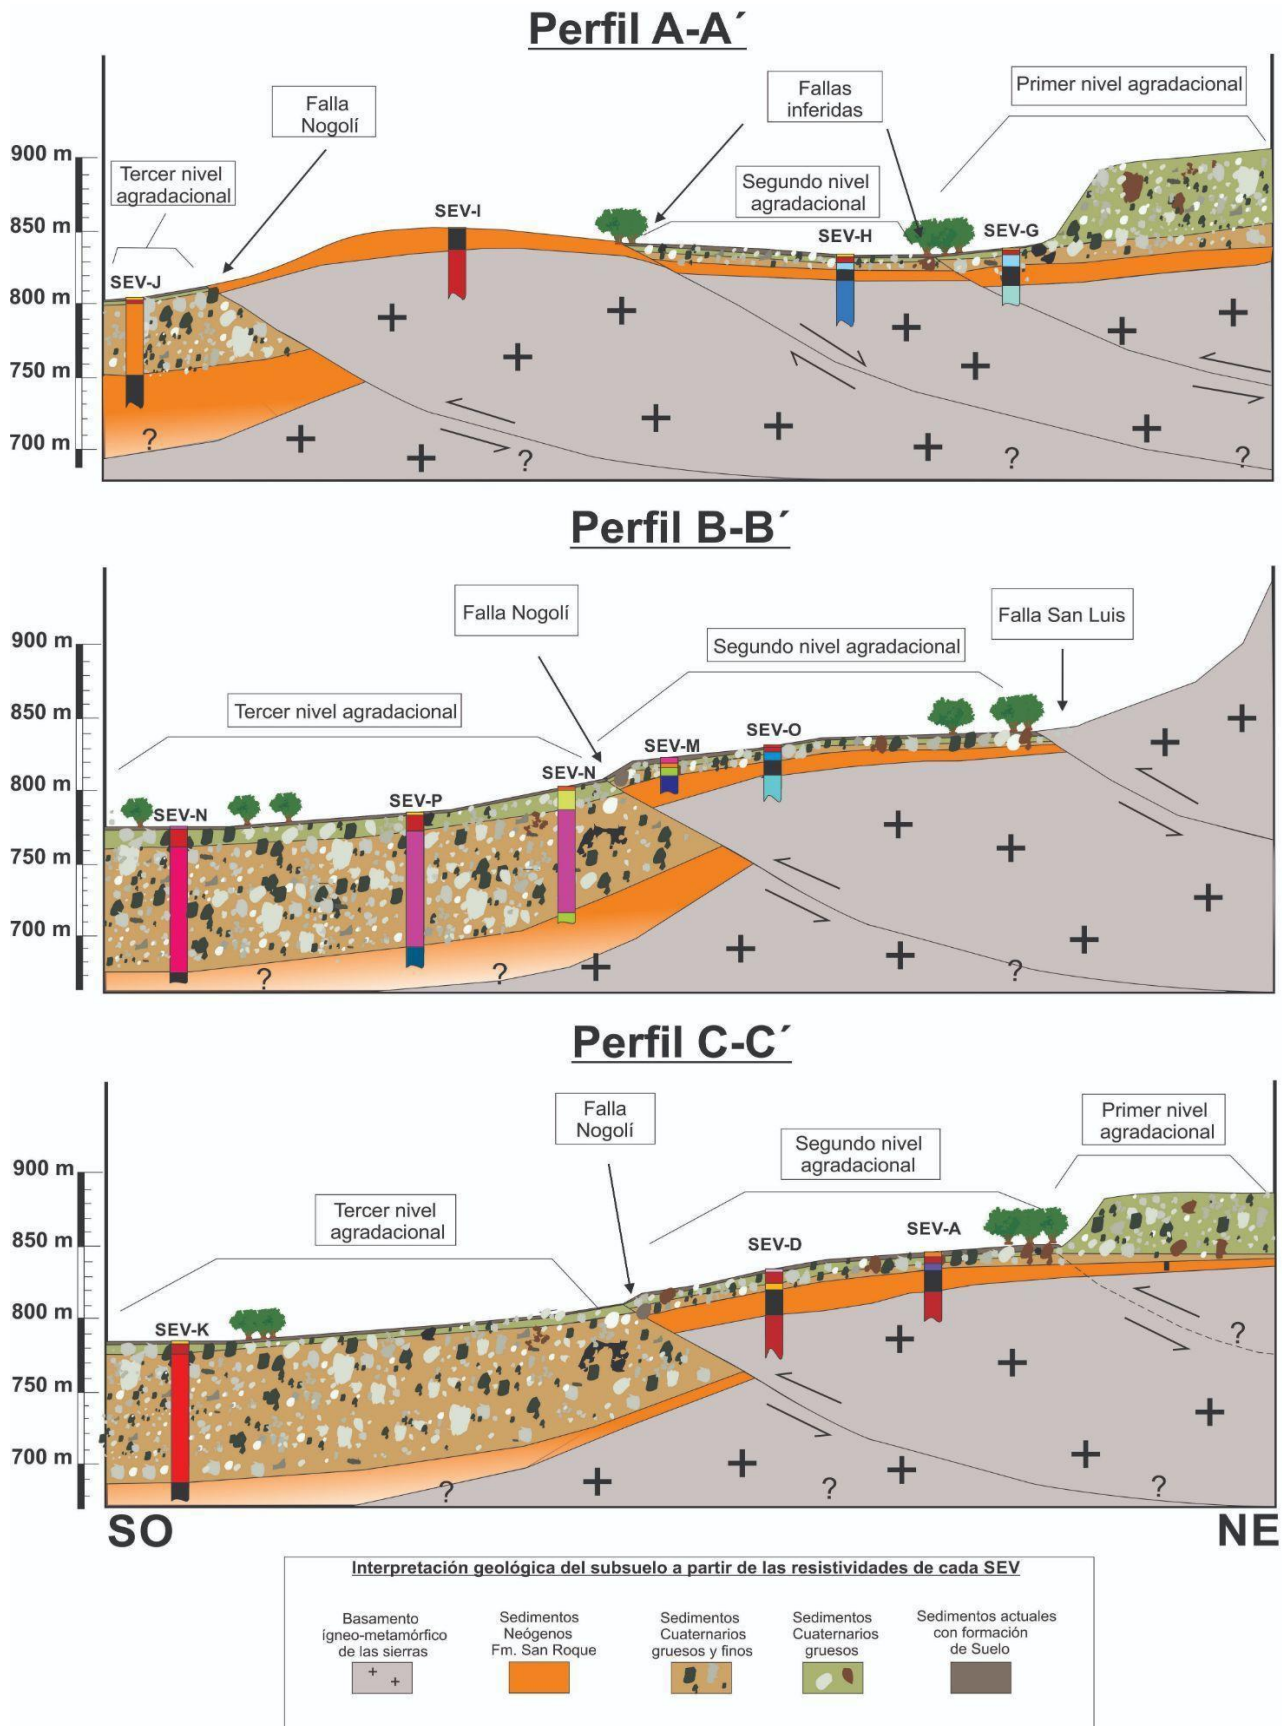 Perfil A-A´
Falla
Nogolí
Fallas
inferidas
Primer nivel agradacional
Tercer nivel
agradacional
Segundo nivel
agradacional
900 m
850 m
800 m
750 m
700 m
SEV-J
SEV-I
SEV-H
SEV-G
?
?
?
?
Perfil B-B´
Falla Nogolí
Falla San Luis
Segundo nivel agradacional
Tercer nivel agradacional
900 m
850 m
800 m
750 m
700 m
SEV-N
SEV-P
SEV-N
SEV-M
SEV-O
?
?
?
Perfil C-C´
Falla
Nogolí
Primer nivel
agradacional
Segundo nivel
agradacional
Tercer nivel
agradacional
900 m
850 m
800 m
750 m
700 m
SEV-K
SEV-D
SEV-A
?
?
?
?
SO
NE
Interpretación geológica del subsuelo a partir de las resistividades de cada SEV
Basamento
ígneo-metamórfico
de las sierras
Sedimentos
Neógenos
Fm. San Roque
Sedimentos
Cuaternarios
gruesos y finos
Sedimentos
Cuaternarios
gruesos
Sedimentos actuales
con formación
de Suelo